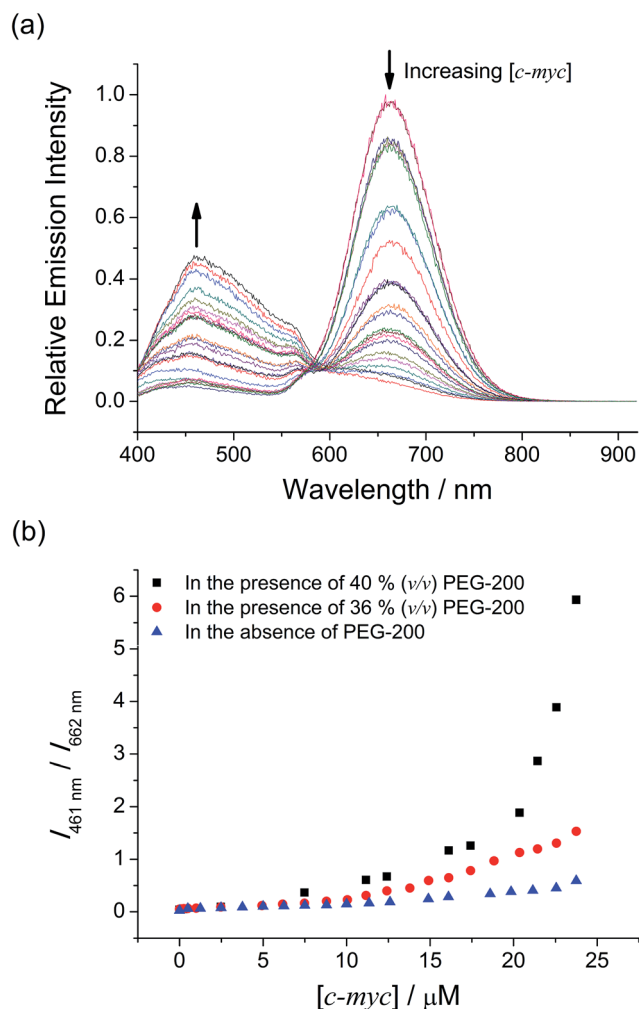 (a)
Increasing [c-myc]
Relative Emission Intensity
1.0
0.8
0.6
0.4
0.2
0.0
400 500 600 700 800 900
Wavelength / nm
(b)
In the presence of 40 % (v/v) PEG-200
In the presence of 36 % (v/v) PEG-200
In the absence of PEG-200
I461 nm / I662 nm
6
5
4
3
2
1
0
0 5 10 15 20 25
[c-myc] / μM